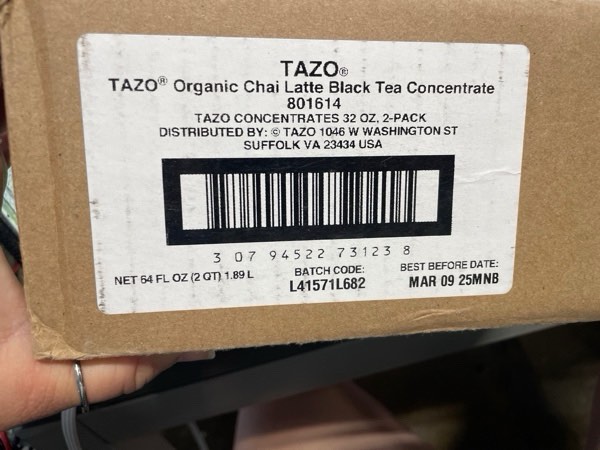 TAZO®
TAZO® Organic Chai Latte Black Tea Concentrate
801614
TAZO CONCENTRATES 32 OZ, 2-PACK
DISTRIBUTED BY: © TAZO 1046 W WASHINGTON ST
SUFFOLK VA 23434 USA
3 07 94522 73123 8
NET 64 FL OZ (2 QT) 1.89 L
BATCH CODE:
L41571L682
BEST BEFORE DATE:
MAR 09 25MNB